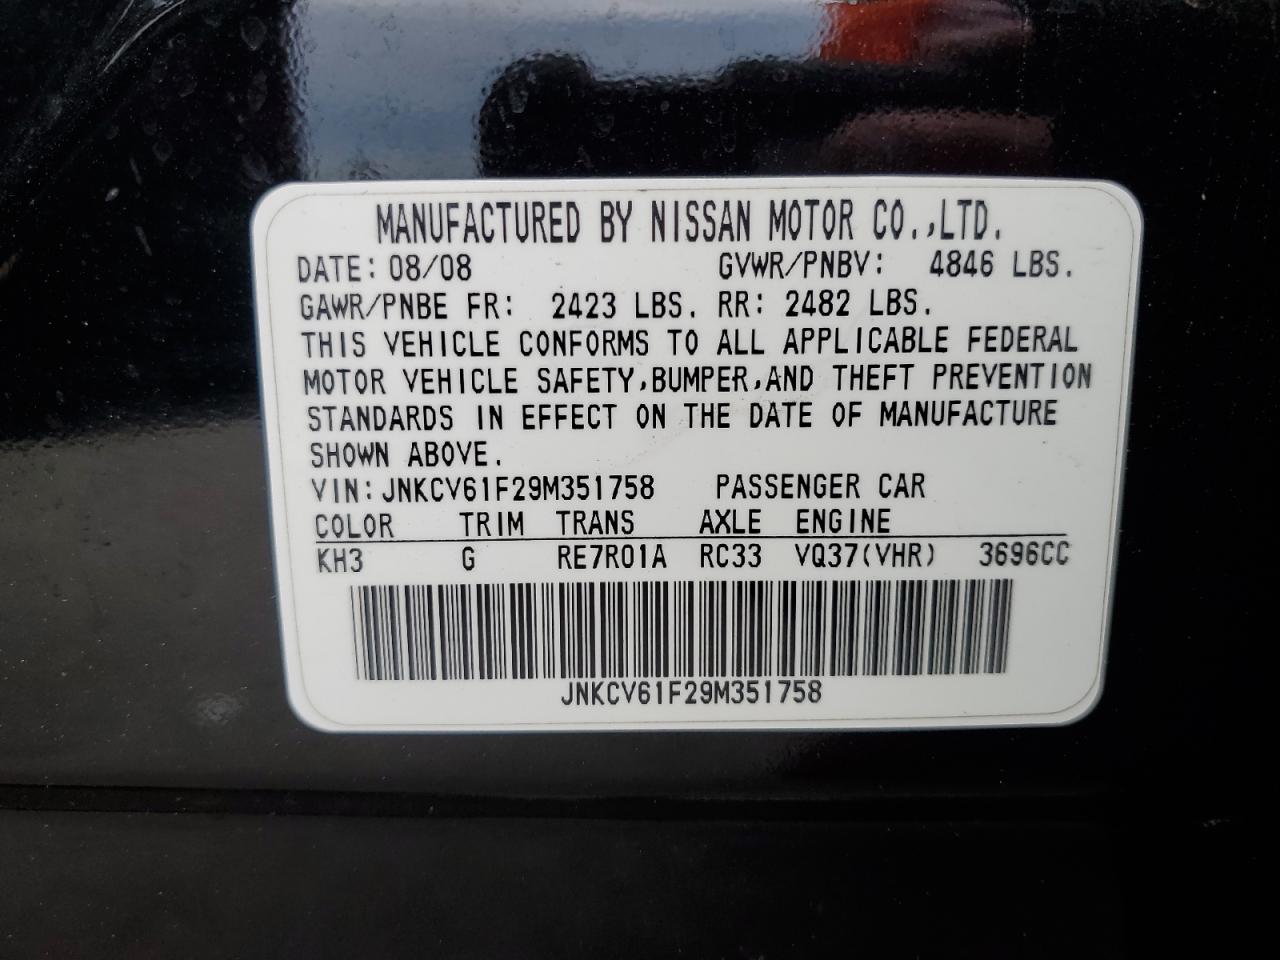 MANUFACTURED BY NISSAN MOTOR CO.,LTD.
DATE: 08/08 GVWR/PNBV: 4846 LBS.
GAWR/PNBE FR: 2423 LBS. RR: 2482 LBS.
THIS VEHICLE CONFORMS TO ALL APPLICABLE FEDERAL
MOTOR VEHICLE SAFETY,BUMPER,AND THEFT PREVENTION
STANDARDS IN EFFECT ON THE DATE OF MANUFACTURE
SHOWN ABOVE.
VIN:JNKCV61F29M351758 PASSENGER CAR
COLOR TRIM TRANS AXLE ENGINE
KH3 G RE7R01A RC33 VQ37(VHR) 3696CC
JNKCV61F29M351758